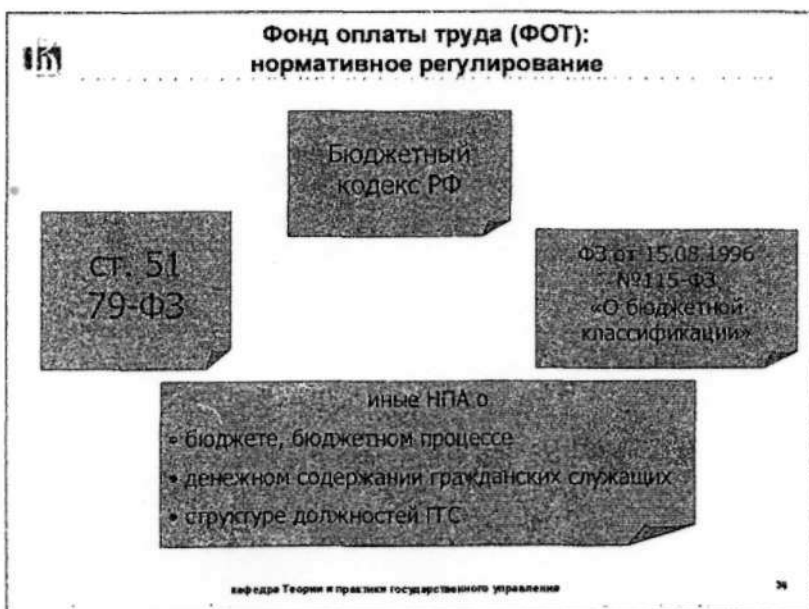 Фонд оплаты труда (ФОТ):
нормативное регулирование
Бюджетный
кодекс РФ
ст. 51
79-ФЗ
ФЗ от 15.08.1996
№115-ФЗ
«О бюджетной
классификации»
иные НПА о
• бюджете, бюджетном процессе
• денежном содержании гражданских служащих
• структуре должностей ГГС
кафедра Теории и практики государственного управления